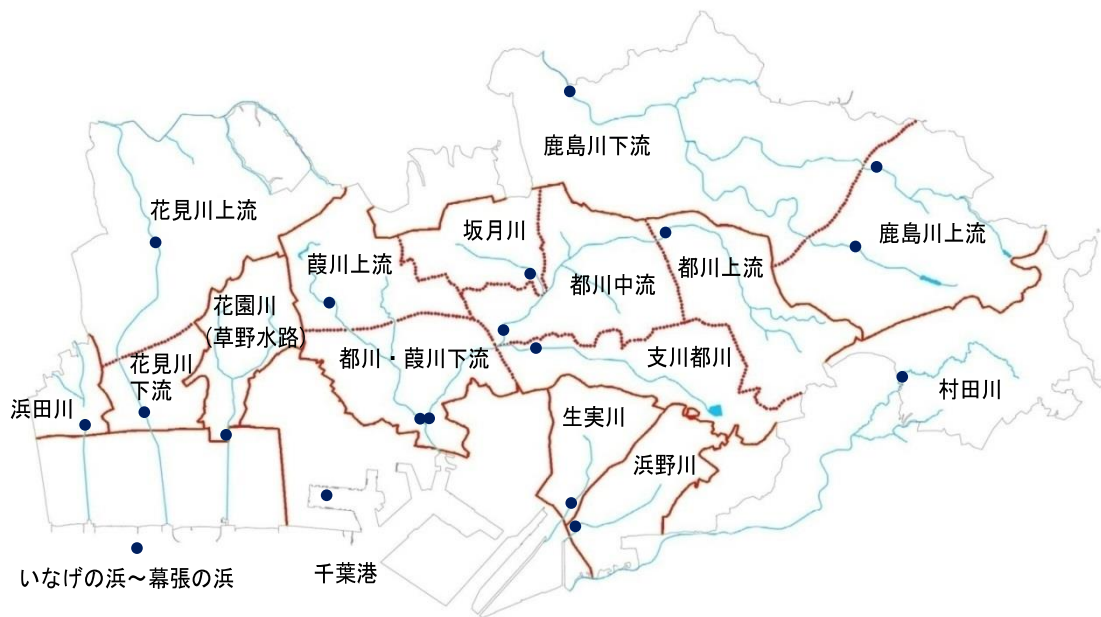 鹿島川下流
花見川上流
坂月川
鹿島川上流
葭川上流
都川中流
都川上流
花園川
(草野水路)
花見川
下流
都川・葭川下流
支川都川
村田川
浜田川
生実川
浜野川
いなげの浜～幕張の浜
千葉港